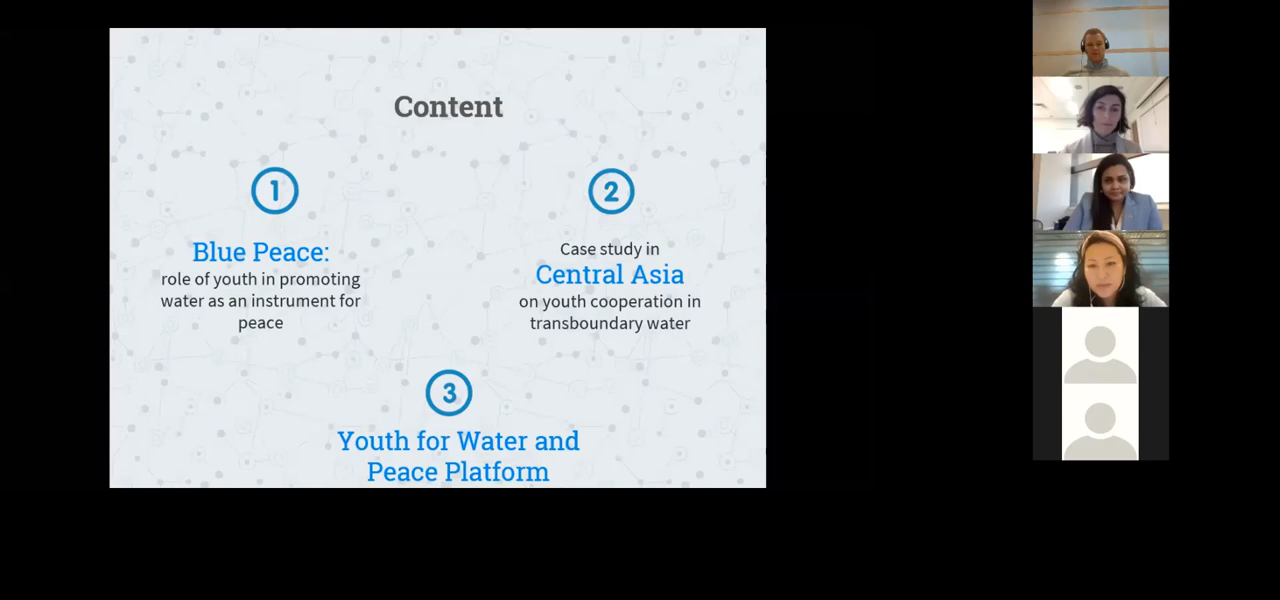 Content
1
Blue Peace:
role of youth in promoting
water as an instrument for
peace
2
Case study in
Central Asia
on youth cooperation in
transboundary water
3
Youth for Water and
Peace Platform